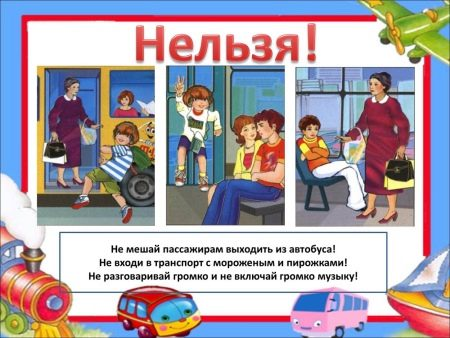 Нельзя!
Не мешай пассажирам выходить из автобуса!
Не входи в транспорт с мороженым и пирожками!
Не разговаривай громко и не включай громко музыку!